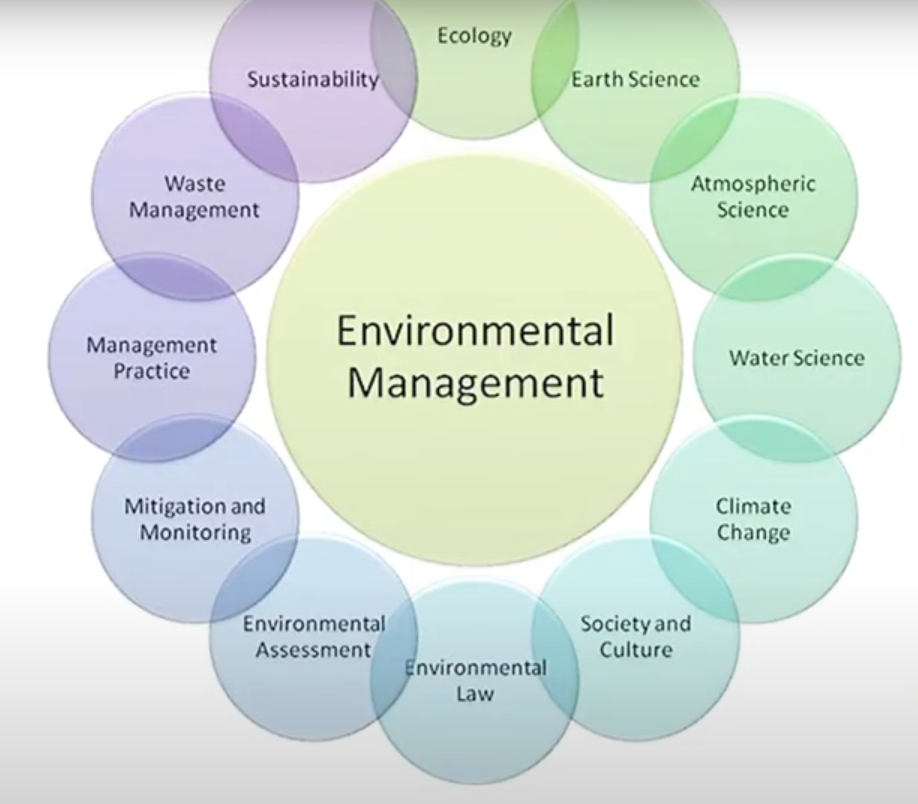 Ecology
Earth Science
Atmospheric
Science
Water Science
Climate
Change
Society and
Culture
Environmental
Law
Environmental
Assessment
Mitigation and
Monitoring
Management
Practice
Waste
Management
Sustainability
Environmental
Management